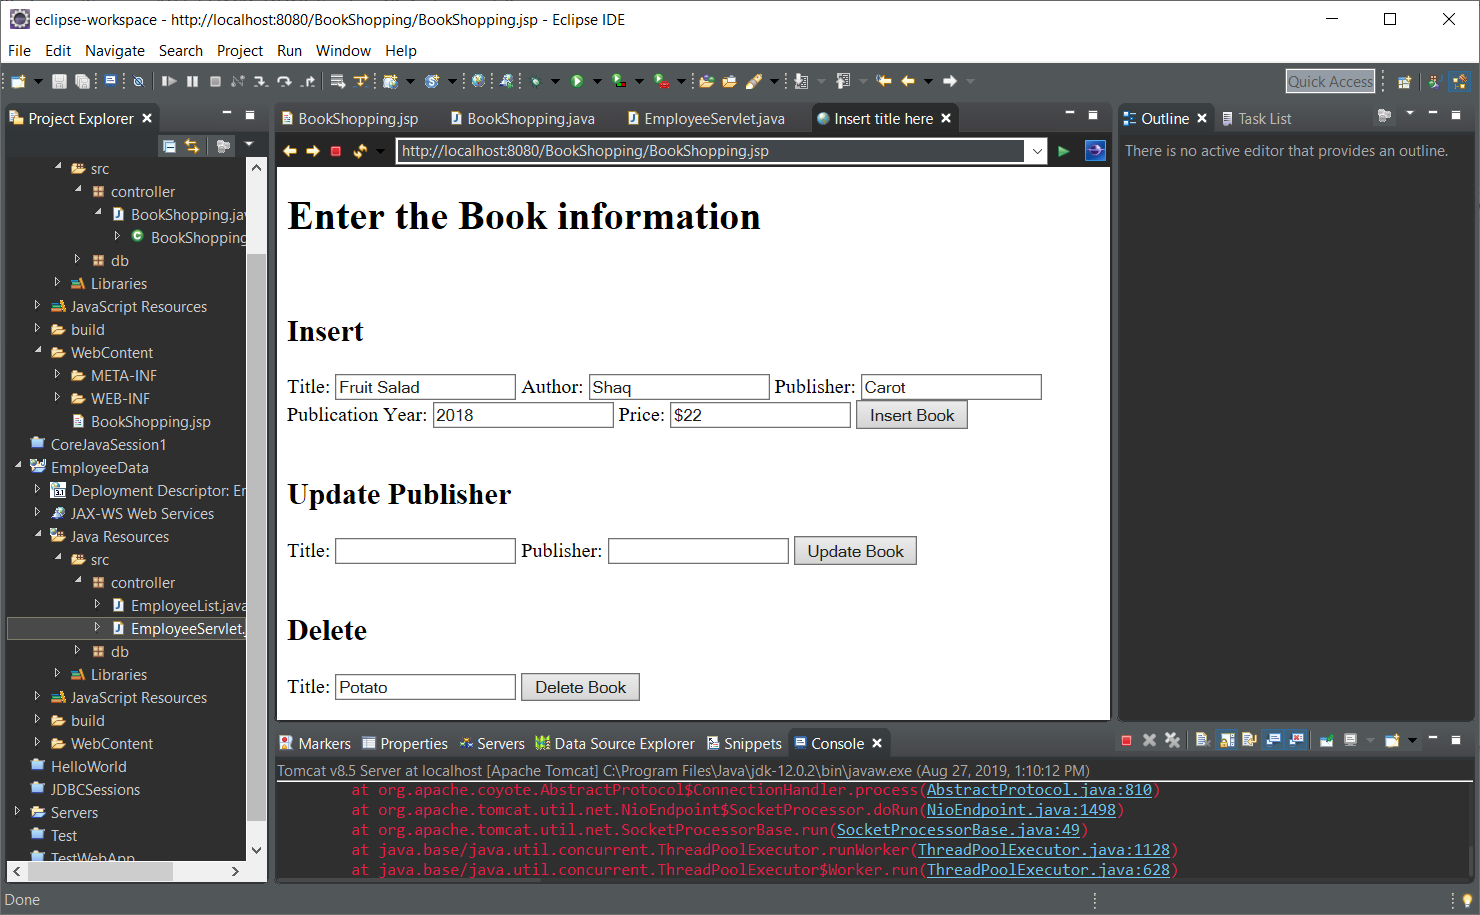 eclipse-workspace - http://localhost:8080/BookShopping/BookShopping.jsp - Eclipse IDE
File Edit Navigate Search Project Run Window Help
Quick Access
Project Explorer
src
controller
BookShopping.jav
BookShopping
db
Libraries
JavaScript Resources
build
WebContent
META-INF
WEB-INF
BookShopping.jsp
CoreJavaSession1
EmployeeData
Deployment Descriptor: Er
JAX-WS Web Services
Java Resources
src
controller
EmployeeList.java
EmployeeServlet.
db
Libraries
JavaScript Resources
build
WebContent
HelloWorld
JDBCSessions
Servers
Test
TestWebApp
BookShopping.jsp BookShopping.java EmployeeServlet.java Insert title here
http://localhost:8080/BookShopping/BookShopping.jsp
Enter the Book information
Insert
Title: Fruit Salad Author: Shaq Publisher: Carot
Publication Year: 2018 Price: $22 Insert Book
Update Publisher
Title: Publisher: Update Book
Delete
Title: Potato Delete Book
Outline Task List
There is no active editor that provides an outline.
Markers Properties Servers Data Source Explorer Snippets Console
Tomcat v8.5 Server at localhost [Apache Tomcat] C:\Program Files\Java\jdk-12.0.2\bin\javaw.exe (Aug 27, 2019, 1:10:12 PM)
at org.apache.coyote.AbstractProtocol$ConnectionHandler.process(AbstractProtocol.java:810)
at org.apache.tomcat.util.net.NioEndpoint$SocketProcessor.doRun(NioEndpoint.java:1498)
at org.apache.tomcat.util.net.SocketProcessorBase.run(SocketProcessorBase.java:49)
at java.base/java.util.concurrent.ThreadPoolExecutor.runWorker(ThreadPoolExecutor.java:1128)
at java.base/java.util.concurrent.ThreadPoolExecutor$Worker.run(ThreadPoolExecutor.java:628)
Done